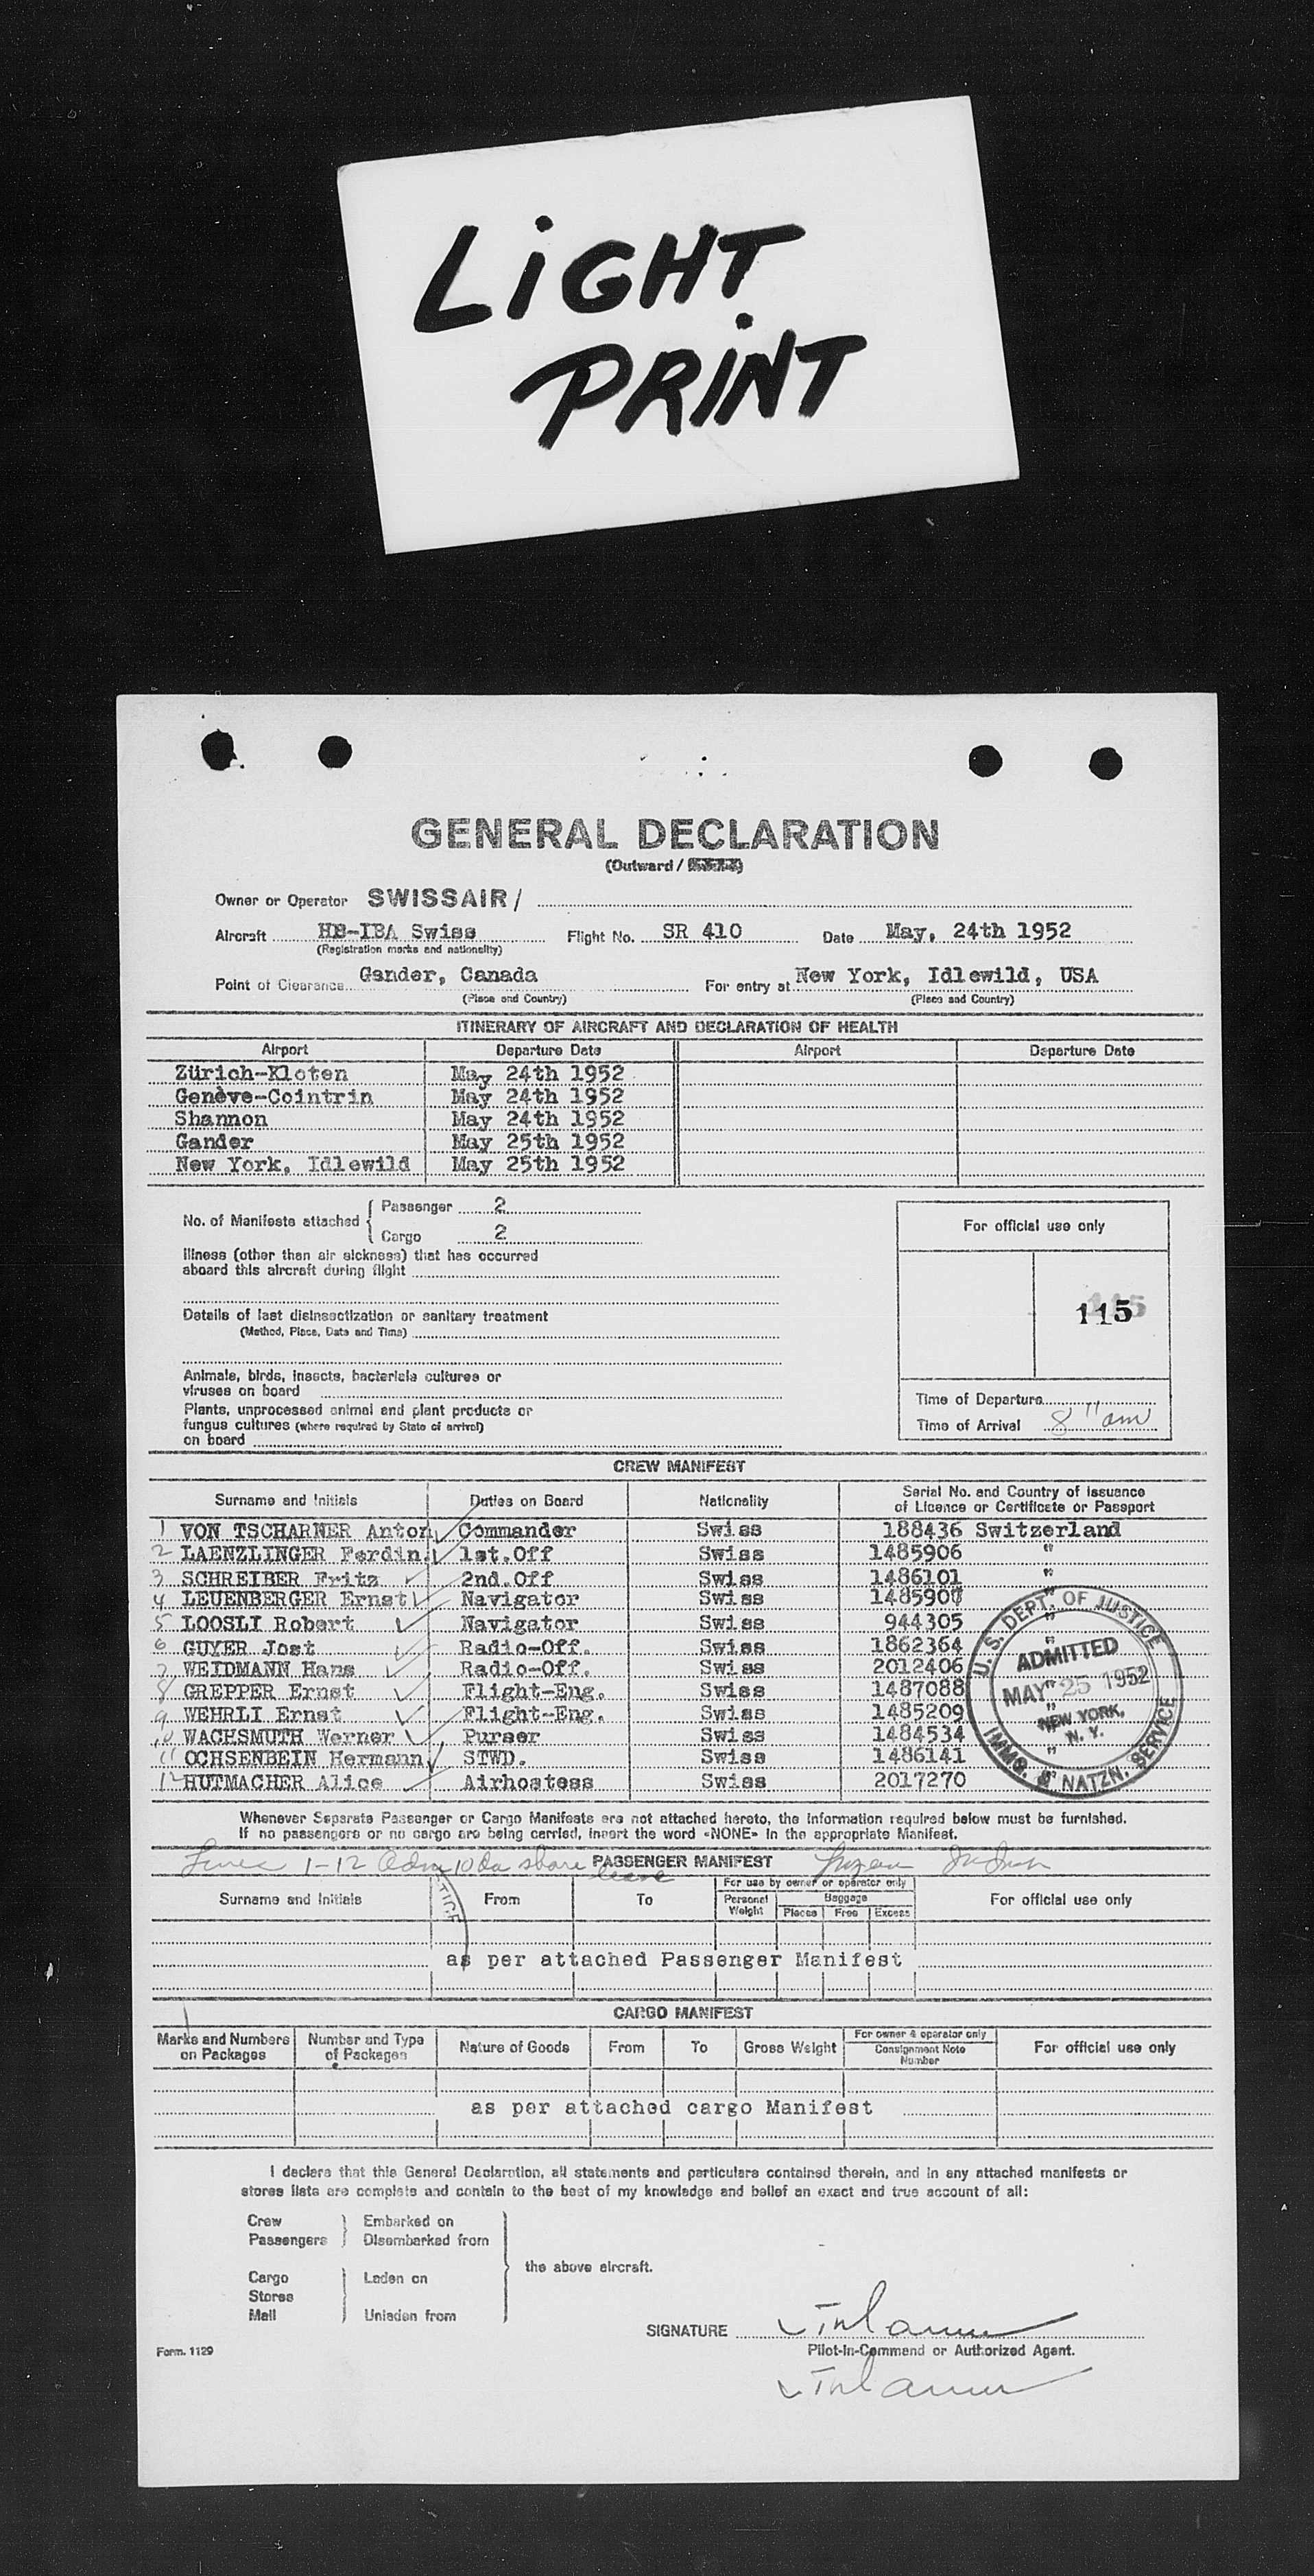 LiGHT
PRiNT
GENERAL DECLARATION
(Outward /
Owner or Operator SWISSAIR /
Aircraft HB-IBA Swiss Flight No. SR 410 Date May, 24th 1952
(Registration marks and nationality)
Point of Clearance Gander, Canada For entry at New York, Idlewild, USA
(Place and Country) (Place and Country)
ITINERARY OF AIRCRAFT AND DECLARATION OF HEALTH
Airport Departure Date Airport Departure Date
Zürich-Kloten May 24th 1952
Genève-Cointrin May 24th 1952
Shannon May 24th 1952
Gander May 25th 1952
New York, Idlewild May 25th 1952
No. of Manifests attached { Passenger 2
Cargo 2
For official use only
Illness (other than air sickness) that has occurred
aboard this aircraft during flight
115
Details of last disinsectization or sanitary treatment
(Method, Place, Date and Time)
Animals, birds, insects, bacterials cultures or
viruses on board
Plants, unprocessed animal and plant products or
fungus cultures (where required by State of arrival)
on board
Time of Departure
Time of Arrival 8 11 am
CREW MANIFEST
Surname and Initials Duties on Board Nationality Serial No. and Country of Issuance
of Licence or Certificate or Passport
1 VON TSCHARNER Anton Commander Swiss 188436 Switzerland
2 LAENZLINGER Ferdin. 1st.Off Swiss 1485906 "
3 SCHREIBER Fritz 2nd.Off Swiss 1486101 "
4 LEUENBERGER Ernst Navigator Swiss 1485907 "
5 LOOSLI Robert Navigator Swiss 944305 "
6 GUYER Jost Radio-Off. Swiss 1862364 "
7 WEIDMANN Hans Radio-Off. Swiss 2012406 "
8 GREPPER Ernst Flight-Eng. Swiss 1487088 "
9 WEHRLI Ernst Flight-Eng. Swiss 1485209 "
10 WACHSMUTH Werner Purser Swiss 1484534 "
11 OCHSENBEIN Hermann STWD. Swiss 1486141 "
12 HUTMACHER Alice Airhostess Swiss 2017270 "
U. S. DEPT. OF JUSTICE
ADMITTED
MAY 25 1952
NEW YORK,
N. Y.
IMMG. & NATZN. SERVICE
Whenever Separate Passenger or Cargo Manifests are not attached hereto, the information required below must be furnished.
If no passengers or no cargo are being carried, insert the word «NONE» in the appropriate Manifest.
Lines 1-12 Adm 10 da shore leave
PASSENGER MANIFEST
Surname and Initials From To For use by owner or operator only For official use only
Personal Weight Baggage
Pieces Free Excess
as per attached Passenger Manifest
CARGO MANIFEST
Marks and Numbers on Packages Number and Type of Packages Nature of Goods From To Gross Weight For owner & operator only For official use only
Consignment Note Number
as per attached cargo Manifest
I declare that this General Declaration, all statements and particulars contained therein, and in any attached manifests or
stores lists are complete and contain to the best of my knowledge and belief an exact and true account of all:
Crew } Embarked on
Passengers Disembarked from
the above aircraft.
Cargo Laden on
Stores
Mail Unladen from
SIGNATURE
Form. 1129 Pilot-in-Command or Authorized Agent.